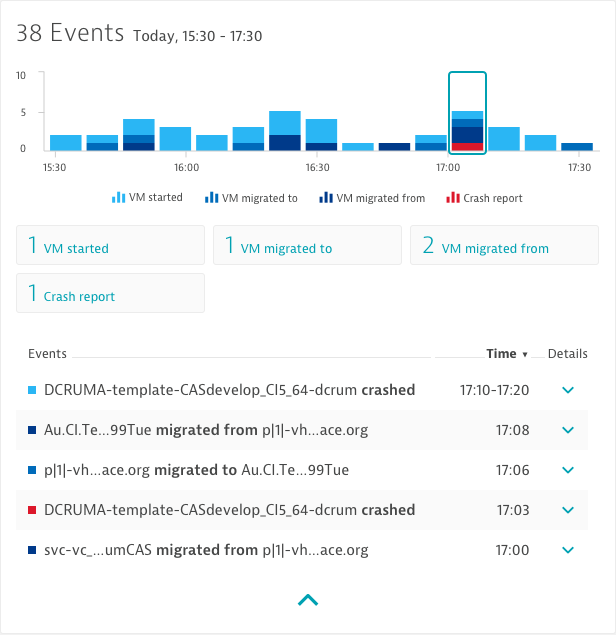 38 Events Today, 15:30 - 17:30
10
5
0
15:30 16:00 16:30 17:00 17:30
VM started VM migrated to VM migrated from Crash report
1 VM started 1 VM migrated to 2 VM migrated from
1 Crash report
Events Time ▼ Details
DCRUMA-template-CASdevelop_CI5_64-dcrum crashed 17:10-17:20
Au.CI.Te...99Tue migrated from p|1|-vh...ace.org 17:08
p|1|-vh...ace.org migrated to Au.CI.Te...99Tue 17:06
DCRUMA-template-CASdevelop_CI5_64-dcrum crashed 17:03
svc-vc_...umCAS migrated from p|1|-vh...ace.org 17:00